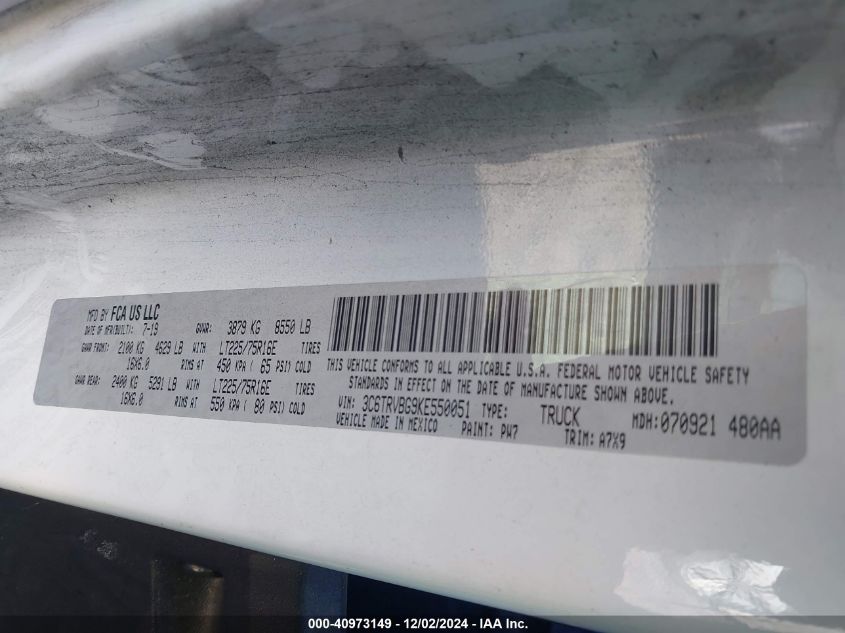 MFD BY FCA US LLC
DATE OF MFR(BUILT): 7-19 GVWR: 3879 KG 8550 LB
GAWR FRONT: 2100 KG 4629 LB WITH LT225/75R16E TIRES
16X6.0 RIMS AT 450 KPA ( 65 PSI) COLD
GAWR REAR: 2400 KG 5291 LB WITH LT225/75R16E TIRES
16X6.0 RIMS AT 550 KPA ( 80 PSI) COLD
THIS VEHICLE CONFORMS TO ALL APPLICABLE U.S.A. FEDERAL MOTOR VEHICLE SAFETY
STANDARDS IN EFFECT ON THE DATE OF MANUFACTURE SHOWN ABOVE.
VIN: 3C6TRVBG9KE550051 TYPE: TRUCK MDH: 070921 480AA
VEHICLE MADE IN MEXICO PAINT: PW7 TRIM: A7X9
000-40973149 - 12/02/2024 - IAA Inc.